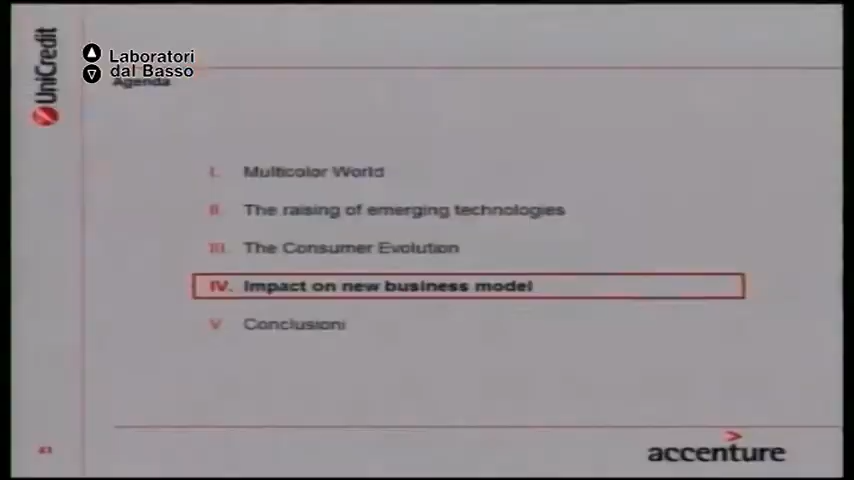 UniCredit
Laboratori
dal Basso
Agenda
I. Multicolor World
II. The raising of emerging technologies
III. The Consumer Evolution
IV. Impact on new business model
V Conclusioni
accenture